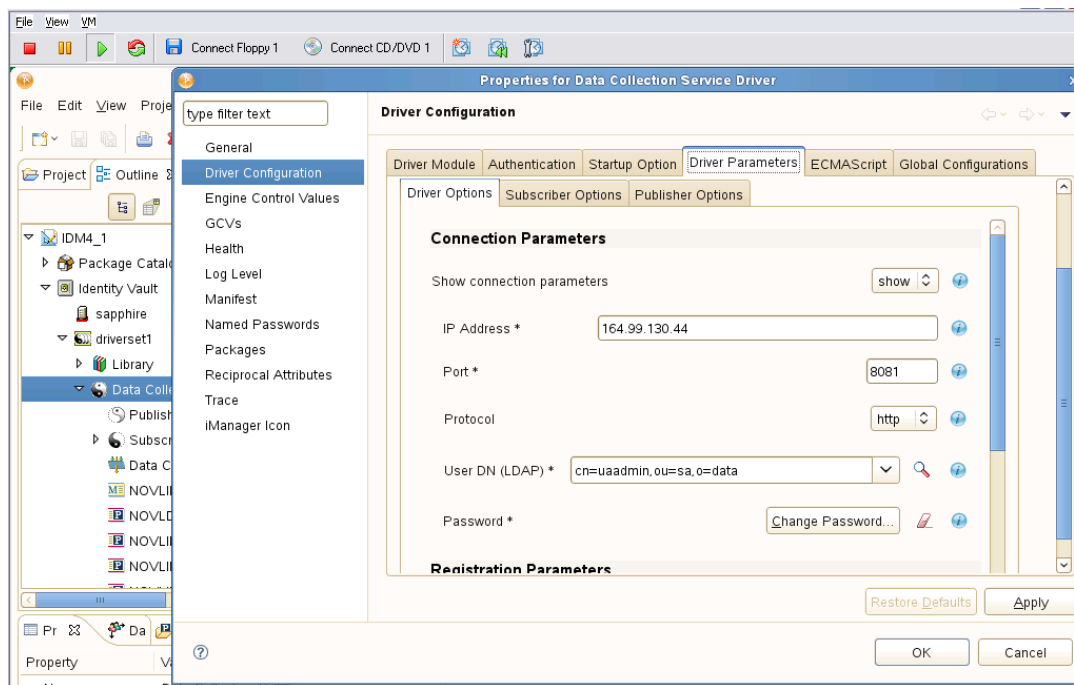 File View VM
Connect Floppy 1 Connect CD/DVD 1
Properties for Data Collection Service Driver
File Edit View Proje
type filter text
Driver Configuration
Project Outline
General
Driver Configuration
Engine Control Values
GCVs
Health
Log Level
Manifest
Named Passwords
Packages
Reciprocal Attributes
Trace
iManager Icon
Driver Module Authentication Startup Option Driver Parameters ECMAScript Global Configurations
Driver Options Subscriber Options Publisher Options
Connection Parameters
Show connection parameters show
IP Address * 164.99.130.44
Port * 8081
Protocol http
User DN (LDAP) * cn=uaadmin,ou=sa,o=data
Password * Change Password...
Registration Parameters
IDM4_1
Package Catal
Identity Vault
sapphire
driverset1
Library
Data Colle
Publish
Subscr
Data C
NOVLI
NOVLD
NOVLI
NOVLI
Restore Defaults Apply
Pr Da
OK Cancel
Property Va